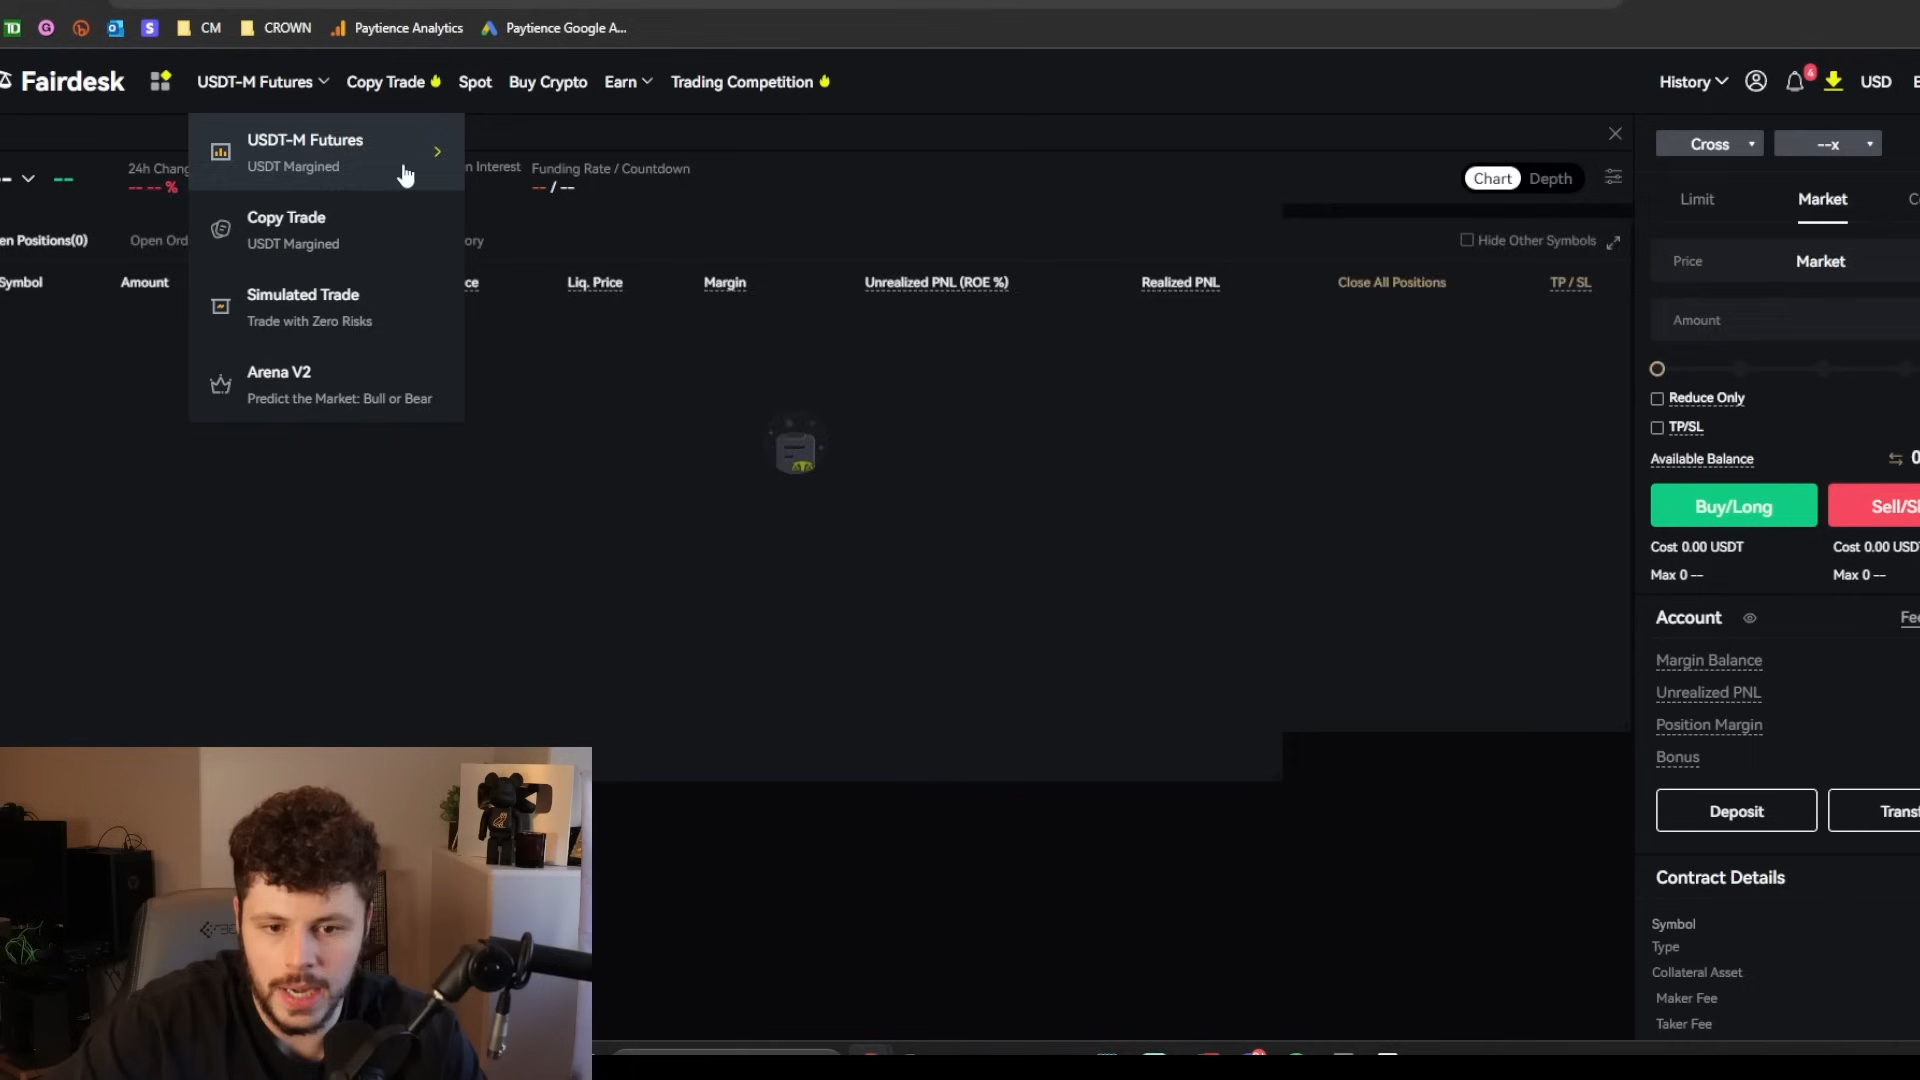 CM
CROWN
Paytience Analytics
Paytience Google A...
Fairdesk
USDT-M Futures
Copy Trade
Spot
Buy Crypto
Earn
Trading Competition
History
4
USD
USDT-M Futures
USDT Margined
Copy Trade
USDT Margined
Simulated Trade
Trade with Zero Risks
Arena V2
Predict the Market: Bull or Bear
-- --
24h Chang
-- -- %
n Interest
Funding Rate / Countdown
-- / --
Chart
Depth
en Positions(0)
Open Ord
ory
Hide Other Symbols
Symbol
Amount
ce
Liq. Price
Margin
Unrealized PNL (ROE %)
Realized PNL
Close All Positions
TP / SL
Cross
--x
Limit
Market
C
Price
Market
Amount
Reduce Only
TP/SL
Available Balance
0
Buy/Long
Sell/S
Cost 0.00 USDT
Cost 0.00 USD
Max 0 --
Max 0 --
Account
Fee
Margin Balance
Unrealized PNL
Position Margin
Bonus
Deposit
Transf
Contract Details
Symbol
Type
Collateral Asset
Maker Fee
Taker Fee